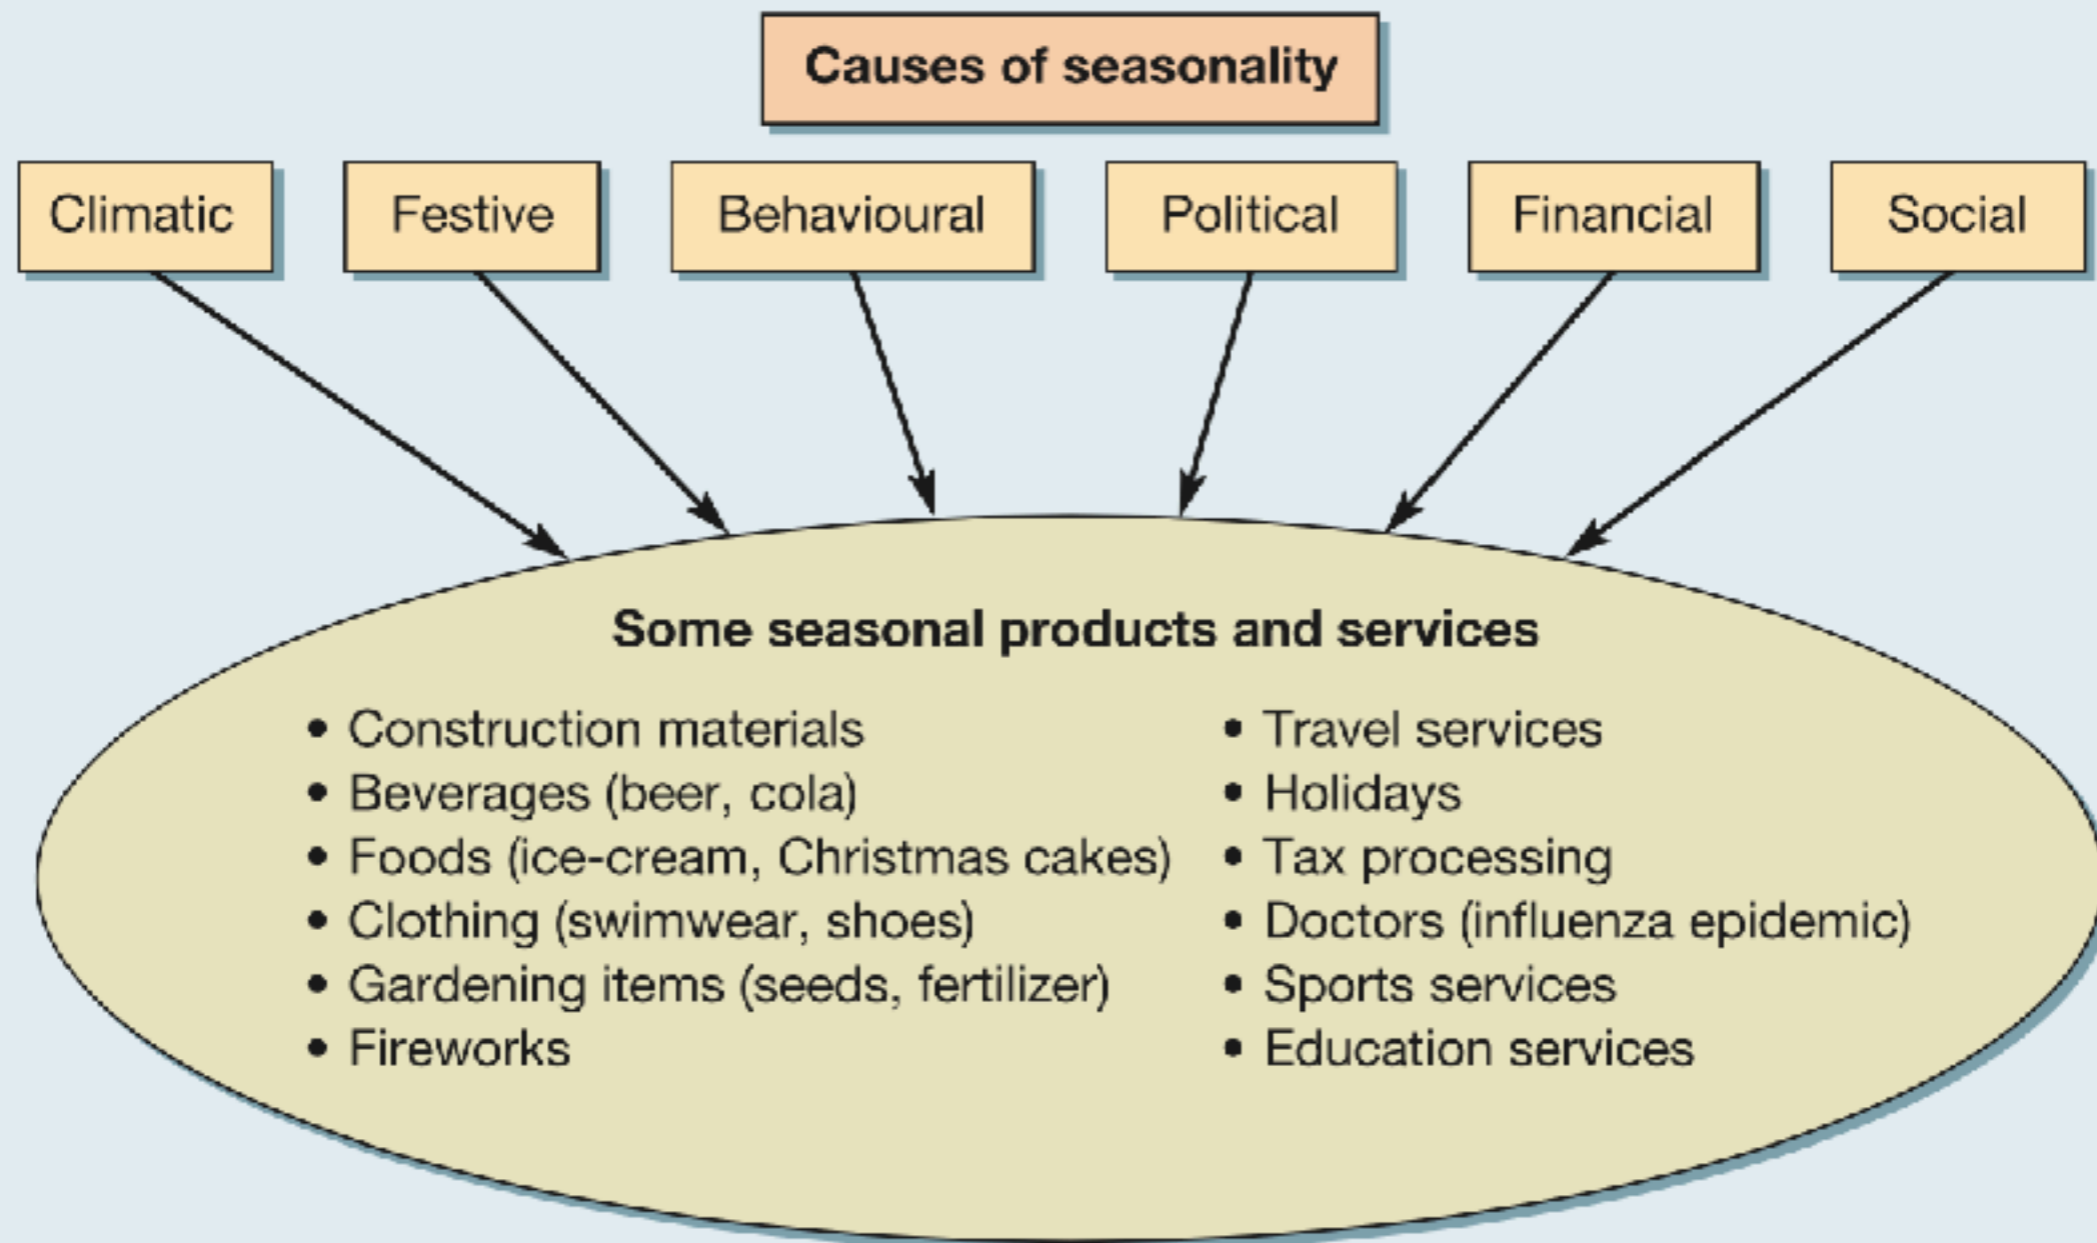 Causes of seasonality
Climatic
Festive
Behavioural
Political
Financial
Social
Some seasonal products and services
• Construction materials
• Beverages (beer, cola)
• Foods (ice-cream, Christmas cakes)
• Clothing (swimwear, shoes)
• Gardening items (seeds, fertilizer)
• Fireworks
• Travel services
• Holidays
• Tax processing
• Doctors (influenza epidemic)
• Sports services
• Education services